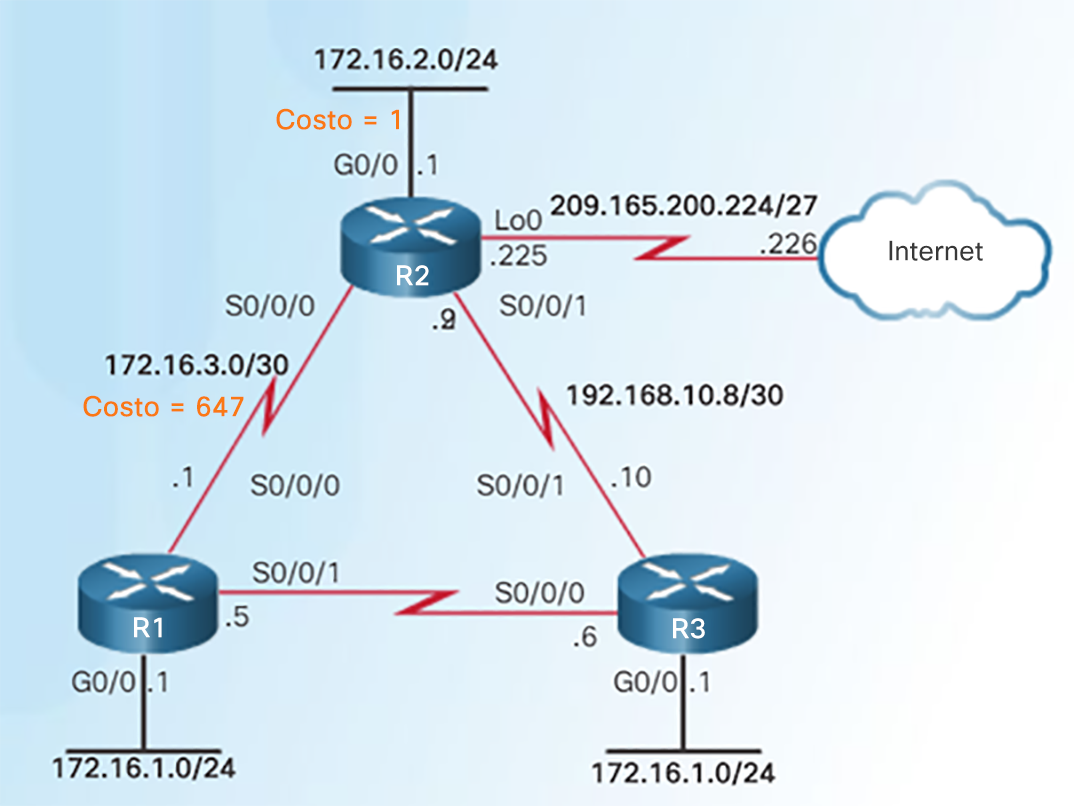 172.16.2.0/24
Costo = 1
G0/0 .1
Lo0 209.165.200.224/27
.225
.226
Internet
R2
S0/0/0
S0/0/1
172.16.3.0/30
Costo = 647
192.168.10.8/30
.1
S0/0/0
S0/0/1
.10
S0/0/1
.5
S0/0/0
.6
R1
R3
G0/0 .1
G0/0 .1
172.16.1.0/24
172.16.1.0/24